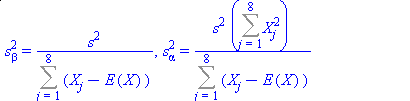 s_β^2 = s^2 / ∑_{i=1}^{8} (X_j − E(X)), s_α^2 = s^2 (∑_{j=1}^{8} X_j^2) / ∑_{i=1}^{8} (X_j − E(X))